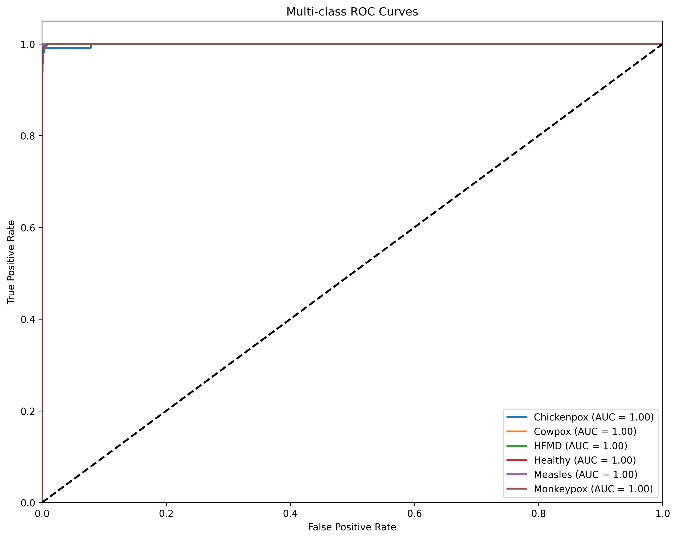 Multi-class ROC Curves
True Positive Rate
1.0
0.8
0.6
0.4
0.2
0.0
Chickenpox (AUC = 1.00)
Cowpox (AUC = 1.00)
HFMD (AUC = 1.00)
Healthy (AUC = 1.00)
Measles (AUC = 1.00)
Monkeypox (AUC = 1.00)
0.0 0.2 0.4 0.6 0.8 1.0
False Positive Rate